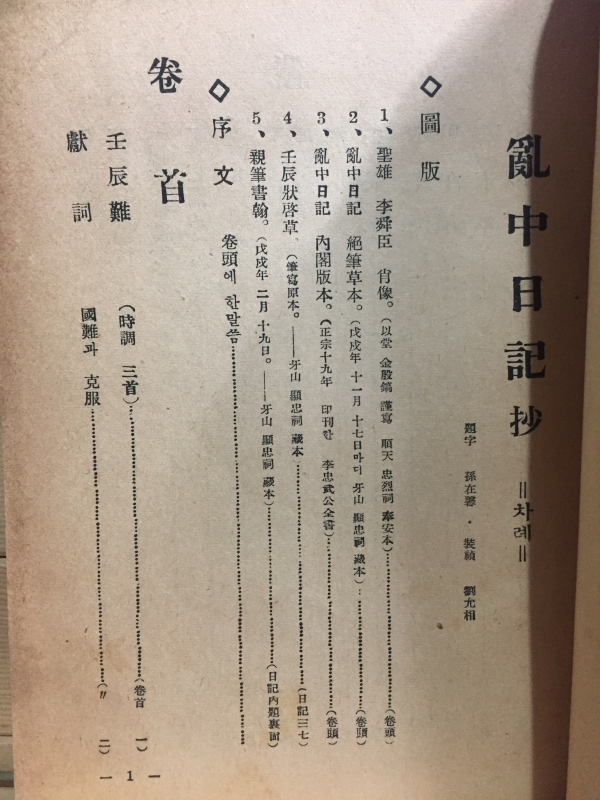 亂中日記抄 ＝차례＝
題字 孫在馨・裝禎 劉允相
◇圖版
1、聖雄 李舜臣 肖像。(以堂 金殷鎬 謹寫 順天 忠烈祠 奉安本)……(卷頭)
2、亂中日記 絕筆草本。(戊戌年 十一月 十七日마미 牙山 顯忠祠 藏本)……(卷頭)
3、亂中日記 內閣版本。(正宗十九年 印刊한 李忠武公全書)……(卷頭)
4、壬辰狀啓草。(筆寫原本。——牙山 顯忠祠 藏本……(日記三七)
5、親筆書翰。(戊戌年 二月 十九日。——牙山 顯忠祠 藏本)……(日記內題裏面)
◇序文 卷頭에 한말씀……
卷首
壬辰難 (時調 三首)……(卷首 一)
獻詞 國難과 克服……(〃 二)
— 1 —